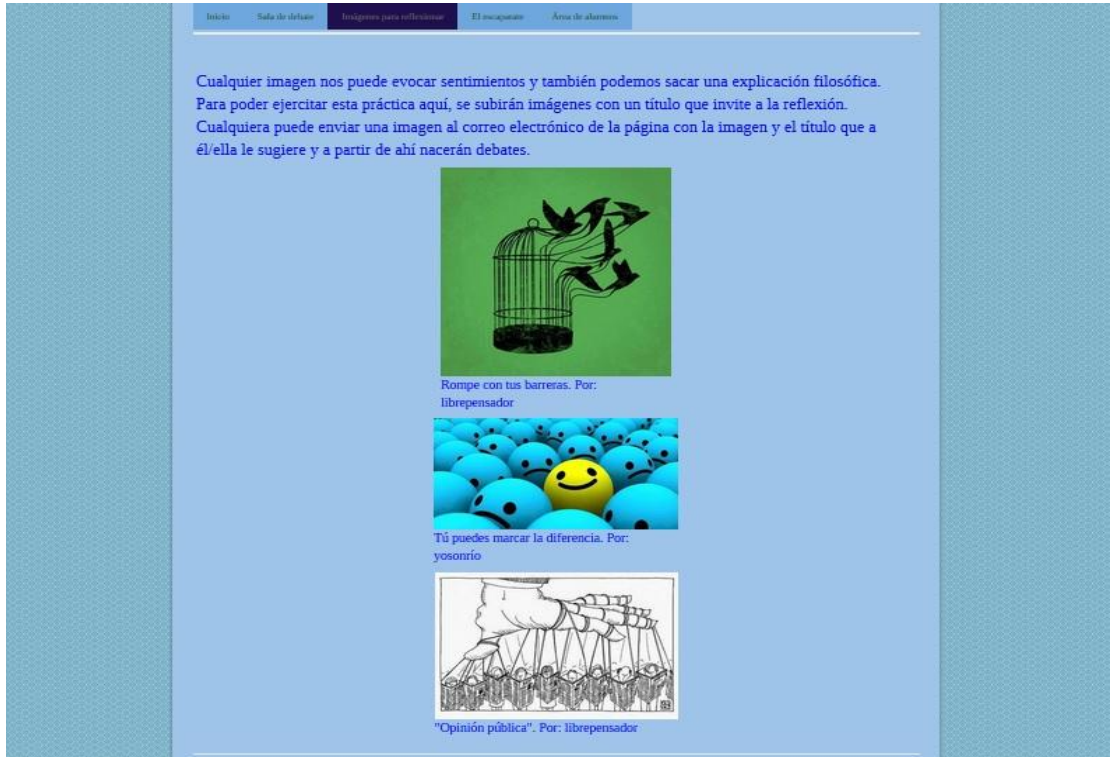 Inicio Sala de debate Imágenes para reflexionar El escaparate Área de alumnos
Cualquier imagen nos puede evocar sentimientos y también podemos sacar una explicación filosófica.
Para poder ejercitar esta práctica aquí, se subirán imágenes con un título que invite a la reflexión.
Cualquiera puede enviar una imagen al correo electrónico de la página con la imagen y el título que a
él/ella le sugiere y a partir de ahí nacerán debates.
Rompe con tus barreras. Por:
librepensador
Tú puedes marcar la diferencia. Por:
yosonrío
"Opinión pública". Por: librepensador